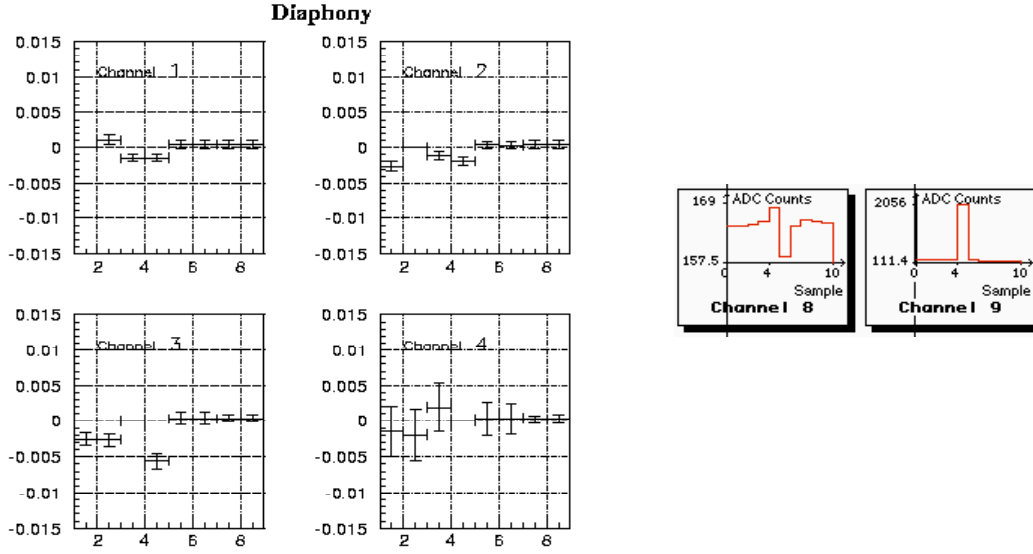 Diaphony
0.015
0.01
0.005
0
-0.005
-0.01
-0.015
Channel 1
2 4 6 8
0.015
0.01
0.005
0
-0.005
-0.01
-0.015
Channel 2
2 4 6 8
0.015
0.01
0.005
0
-0.005
-0.01
-0.015
Channel 3
2 4 6 8
0.015
0.01
0.005
0
-0.005
-0.01
-0.015
Channel 4
2 4 6 8
169 ADC Counts
157.5
0 4 10
Sample
Channel 8
2056 ADC Counts
111.4
0 4 10
Sample
Channel 9